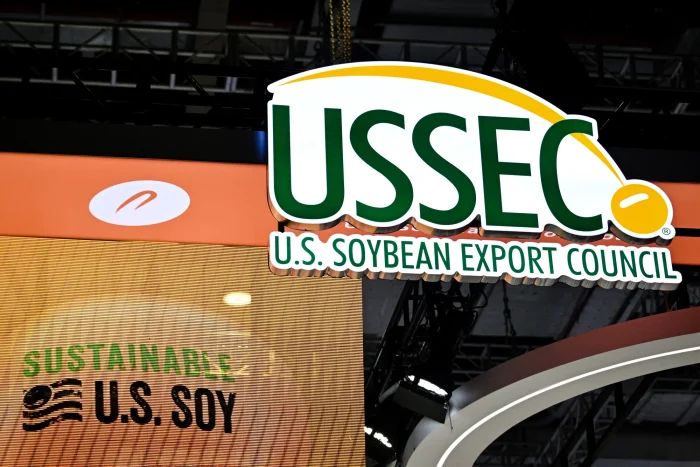 USSEC
®
U.S. SOYBEAN EXPORT COUNCIL
SUSTAINABLE
U.S. SOY